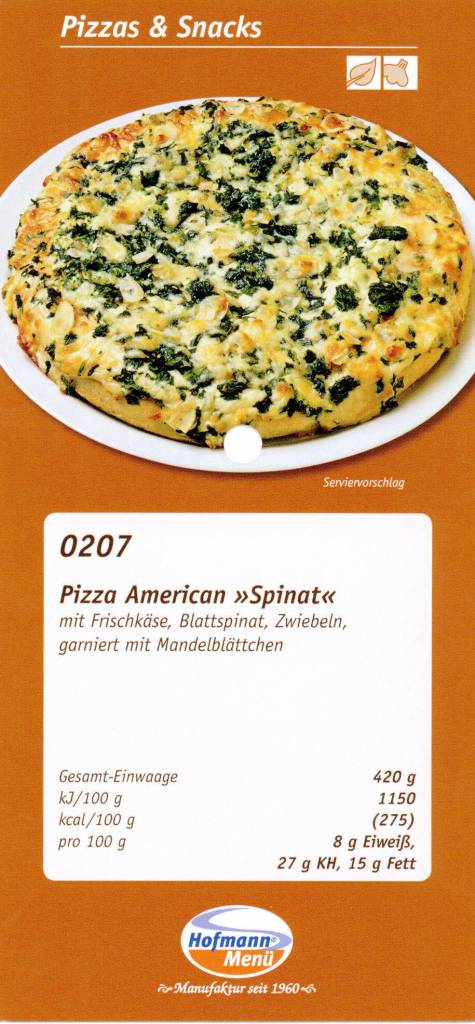 Pizzas & Snacks
Serviervorschlag
0207
Pizza American »Spinat«
mit Frischkäse, Blattspinat, Zwiebeln,
garniert mit Mandelblättchen
Gesamt-Einwaage 420 g
kJ/100 g 1150
kcal/100 g (275)
pro 100 g 8 g Eiweiß,
27 g KH, 15 g Fett
Hofmann®
Menü
Manufaktur seit 1960